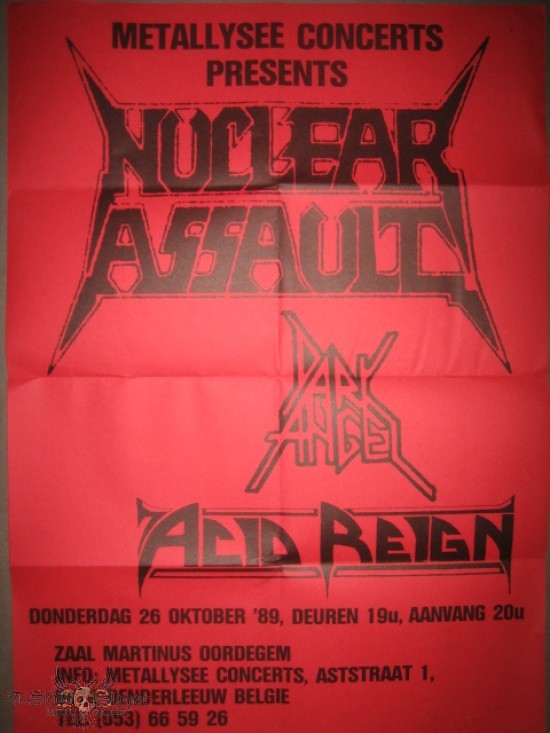 METALLYSEE CONCERTS
PRESENTS
NUCLEAR
ASSAULT
DARK
ANGEL
ACID REIGN
DONDERDAG 26 OKTOBER '89, DEUREN 19u, AANVANG 20u
ZAAL MARTINUS OORDEGEM
INFO: METALLYSEE CONCERTS, ASTSTRAAT 1,
DENDERLEEUW BELGIE
TEL. (053) 66 59 26